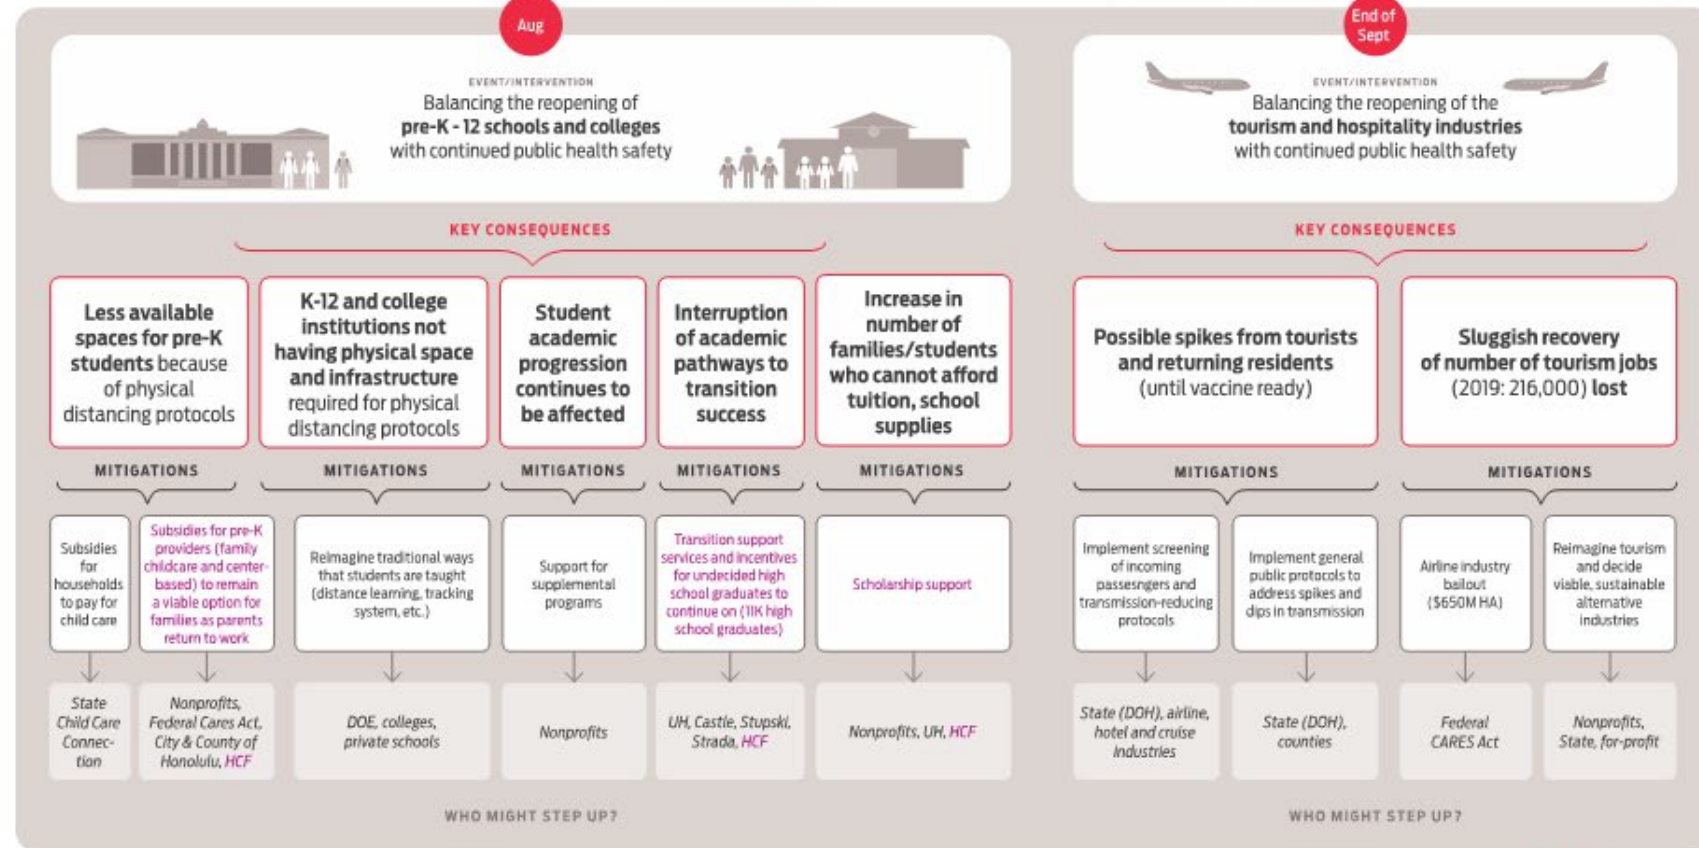 Aug
EVENT/INTERVENTION
Balancing the reopening of
pre-K - 12 schools and colleges
with continued public health safety
KEY CONSEQUENCES
Less available
spaces for pre-K
students because
of physical
distancing protocols
K-12 and college
institutions not
having physical space
and infrastructure
required for physical
distancing protocols
Student
academic
progression
continues to
be affected
Interruption
of academic
pathways to
transition
success
Increase in
number of
families/students
who cannot afford
tuition, school
supplies
MITIGATIONS
MITIGATIONS
MITIGATIONS
MITIGATIONS
MITIGATIONS
Subsidies
for
households
to pay for
child care
Subsidies for pre-K
providers (family
childcare and center-
based) to remain
a viable option for
families as parents
return to work
Reimagine traditional ways
that students are taught
(distance learning, tracking
system, etc.)
Support for
supplemental
programs
Transition support
services and incentives
for undecided high
school graduates to
continue on (11K high
school graduates)
Scholarship support
State
Child Care
Connec-
tion
Nonprofits,
Federal Cares Act,
City & County of
Honolulu, HCF
DOE, colleges,
private schools
Nonprofits
UH, Castle, Stupski,
Strada, HCF
Nonprofits, UH, HCF
WHO MIGHT STEP UP?
End of
Sept
EVENT/INTERVENTION
Balancing the reopening of the
tourism and hospitality industries
with continued public health safety
KEY CONSEQUENCES
Possible spikes from tourists
and returning residents
(until vaccine ready)
Sluggish recovery
of number of tourism jobs
(2019: 216,000) lost
MITIGATIONS
MITIGATIONS
Implement screening
of incoming
passesngers and
transmission-reducing
protocols
Implement general
public protocols to
address spikes and
dips in transmission
Airline industry
bailout
($650M HA)
Reimagine tourism
and decide
viable, sustainable
alternative
industries
State (DOH), airline,
hotel and cruise
industries
State (DOH),
counties
Federal
CARES Act
Nonprofits,
State, for-profit
WHO MIGHT STEP UP?